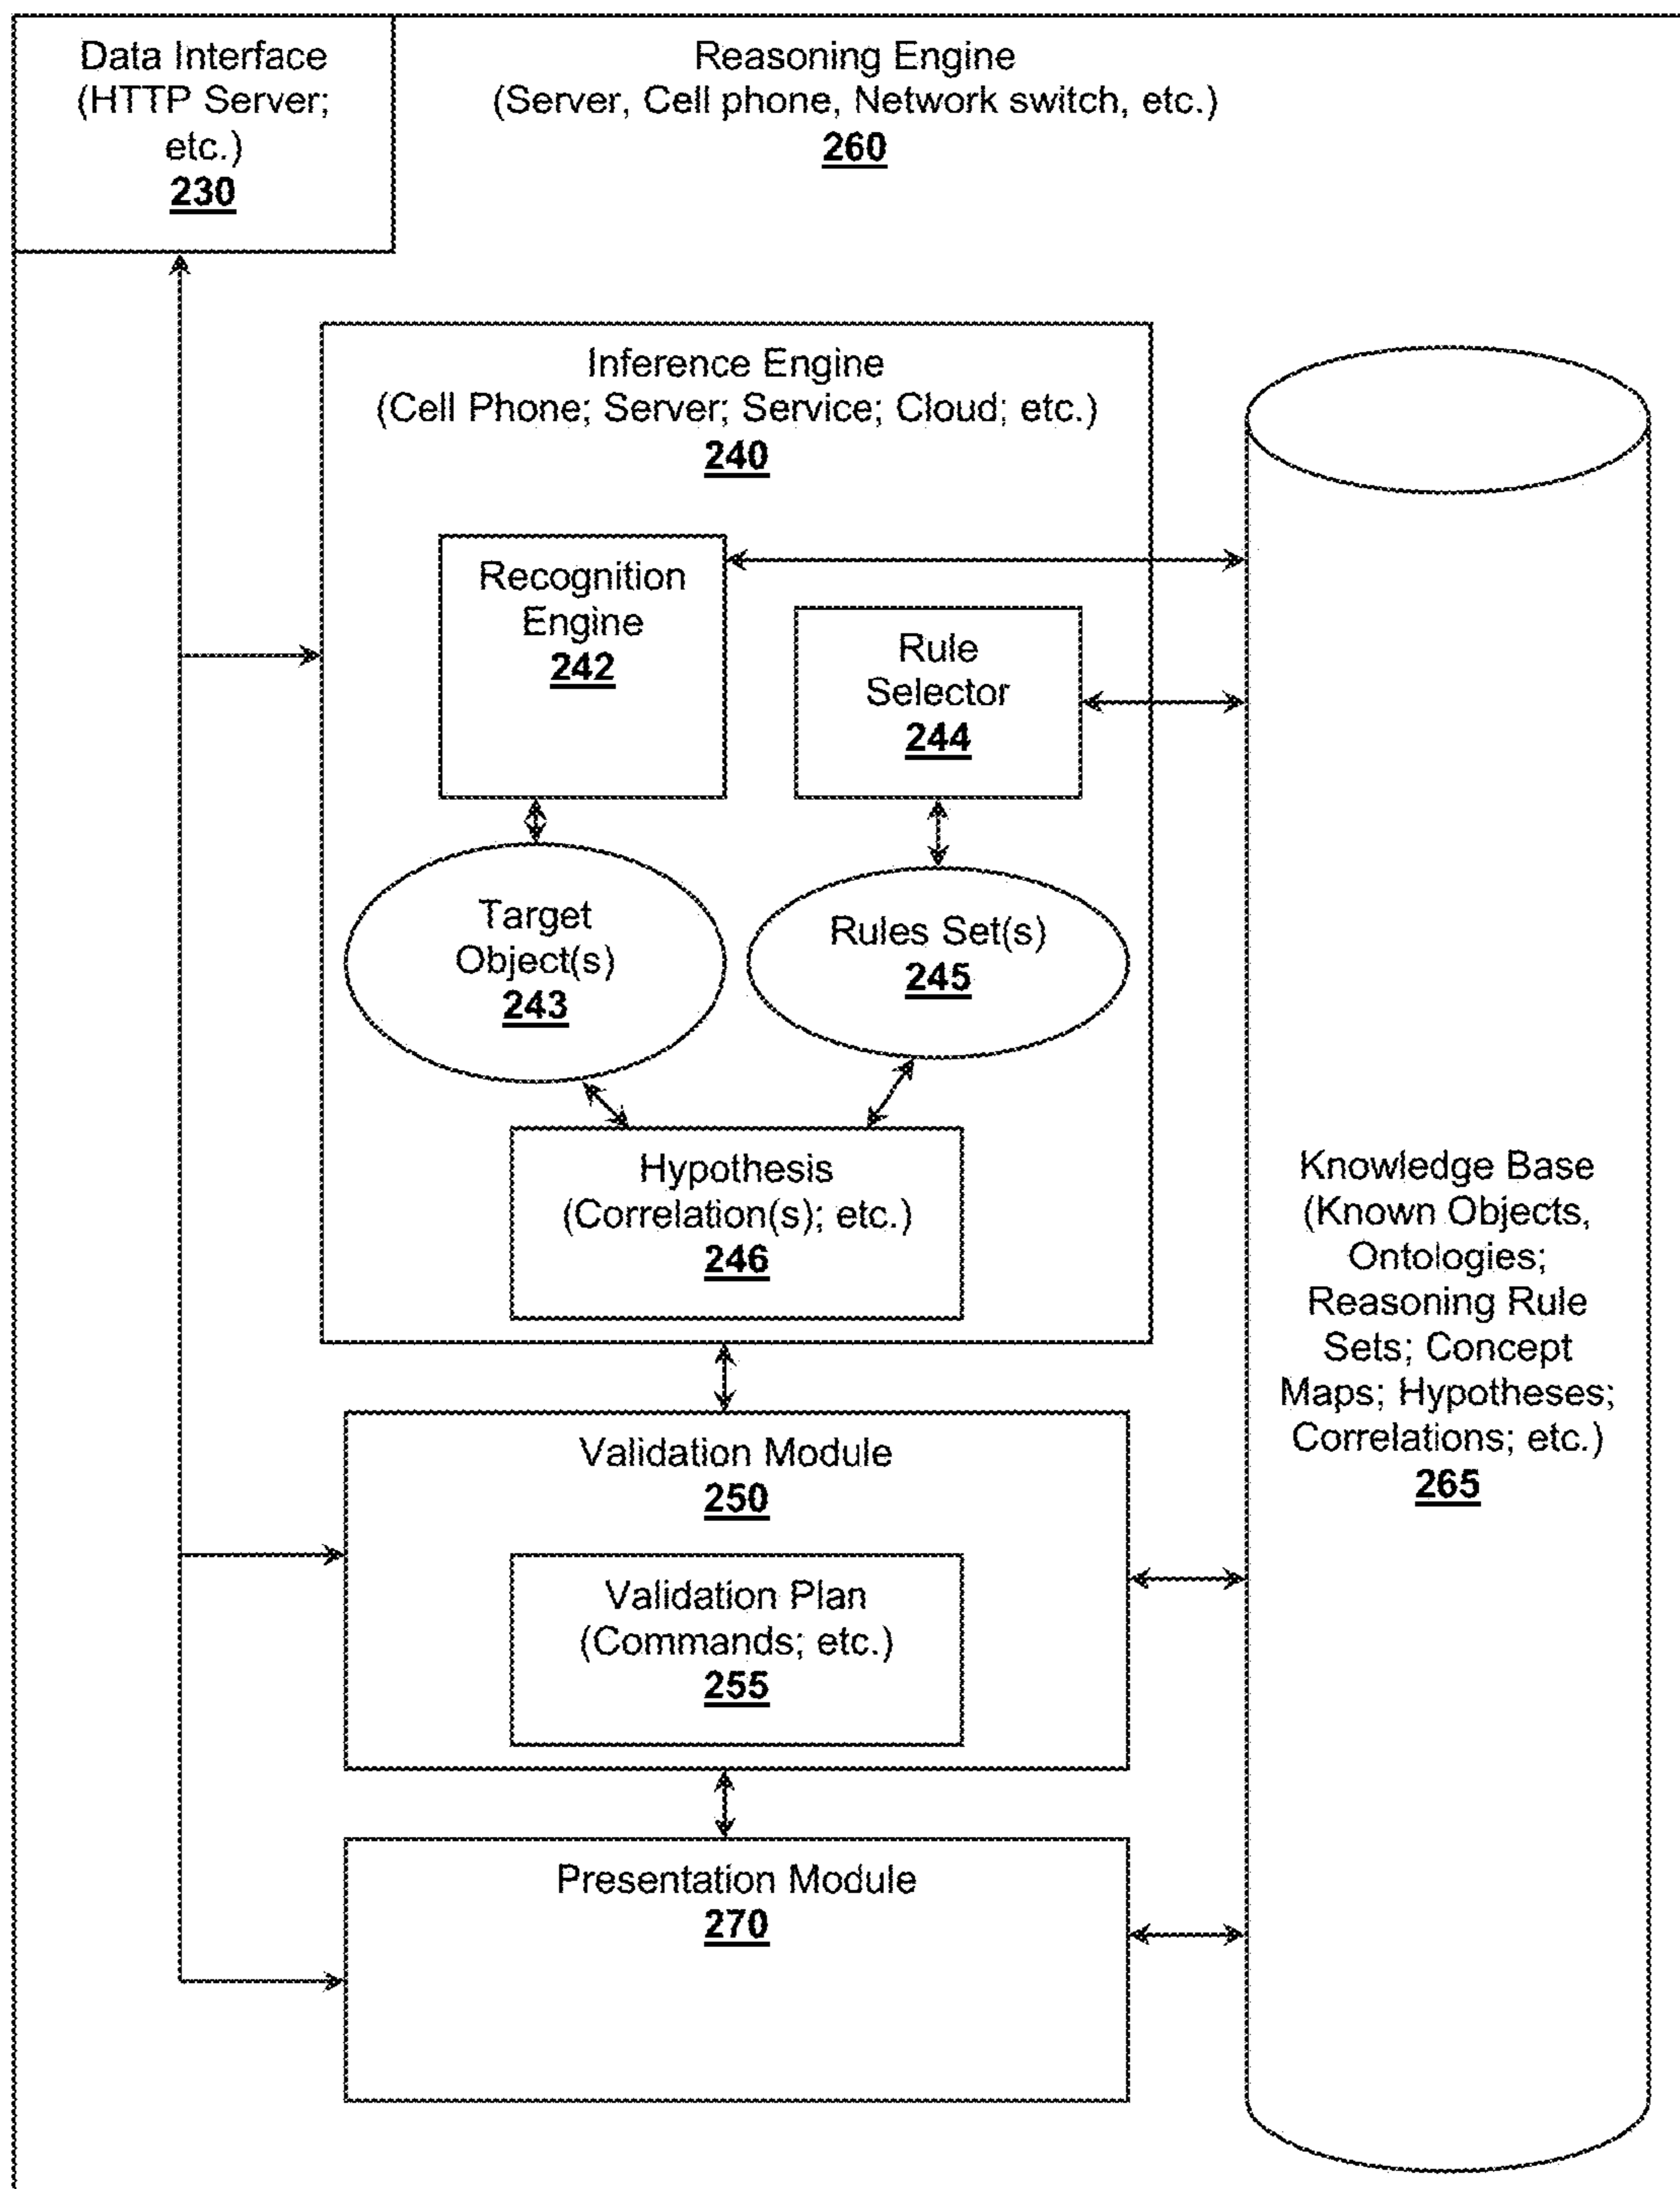 Data Interface
(HTTP Server;
etc.)
230
Reasoning Engine
(Server, Cell phone, Network switch, etc.)
260
Inference Engine
(Cell Phone; Server; Service; Cloud; etc.)
240
Recognition
Engine
242
Rule
Selector
244
Target
Object(s)
243
Rules Set(s)
245
Hypothesis
(Correlation(s); etc.)
246
Validation Module
250
Validation Plan
(Commands; etc.)
255
Presentation Module
270
Knowledge Base
(Known Objects,
Ontologies;
Reasoning Rule
Sets; Concept
Maps; Hypotheses;
Correlations; etc.)
265